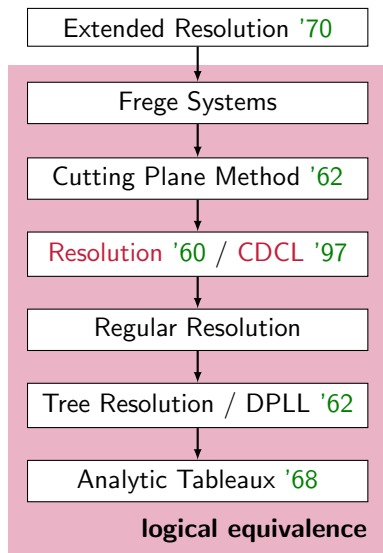 Extended Resolution '70
Frege Systems
Cutting Plane Method '62
Resolution '60 / CDCL '97
Regular Resolution
Tree Resolution / DPLL '62
Analytic Tableaux '68
logical equivalence